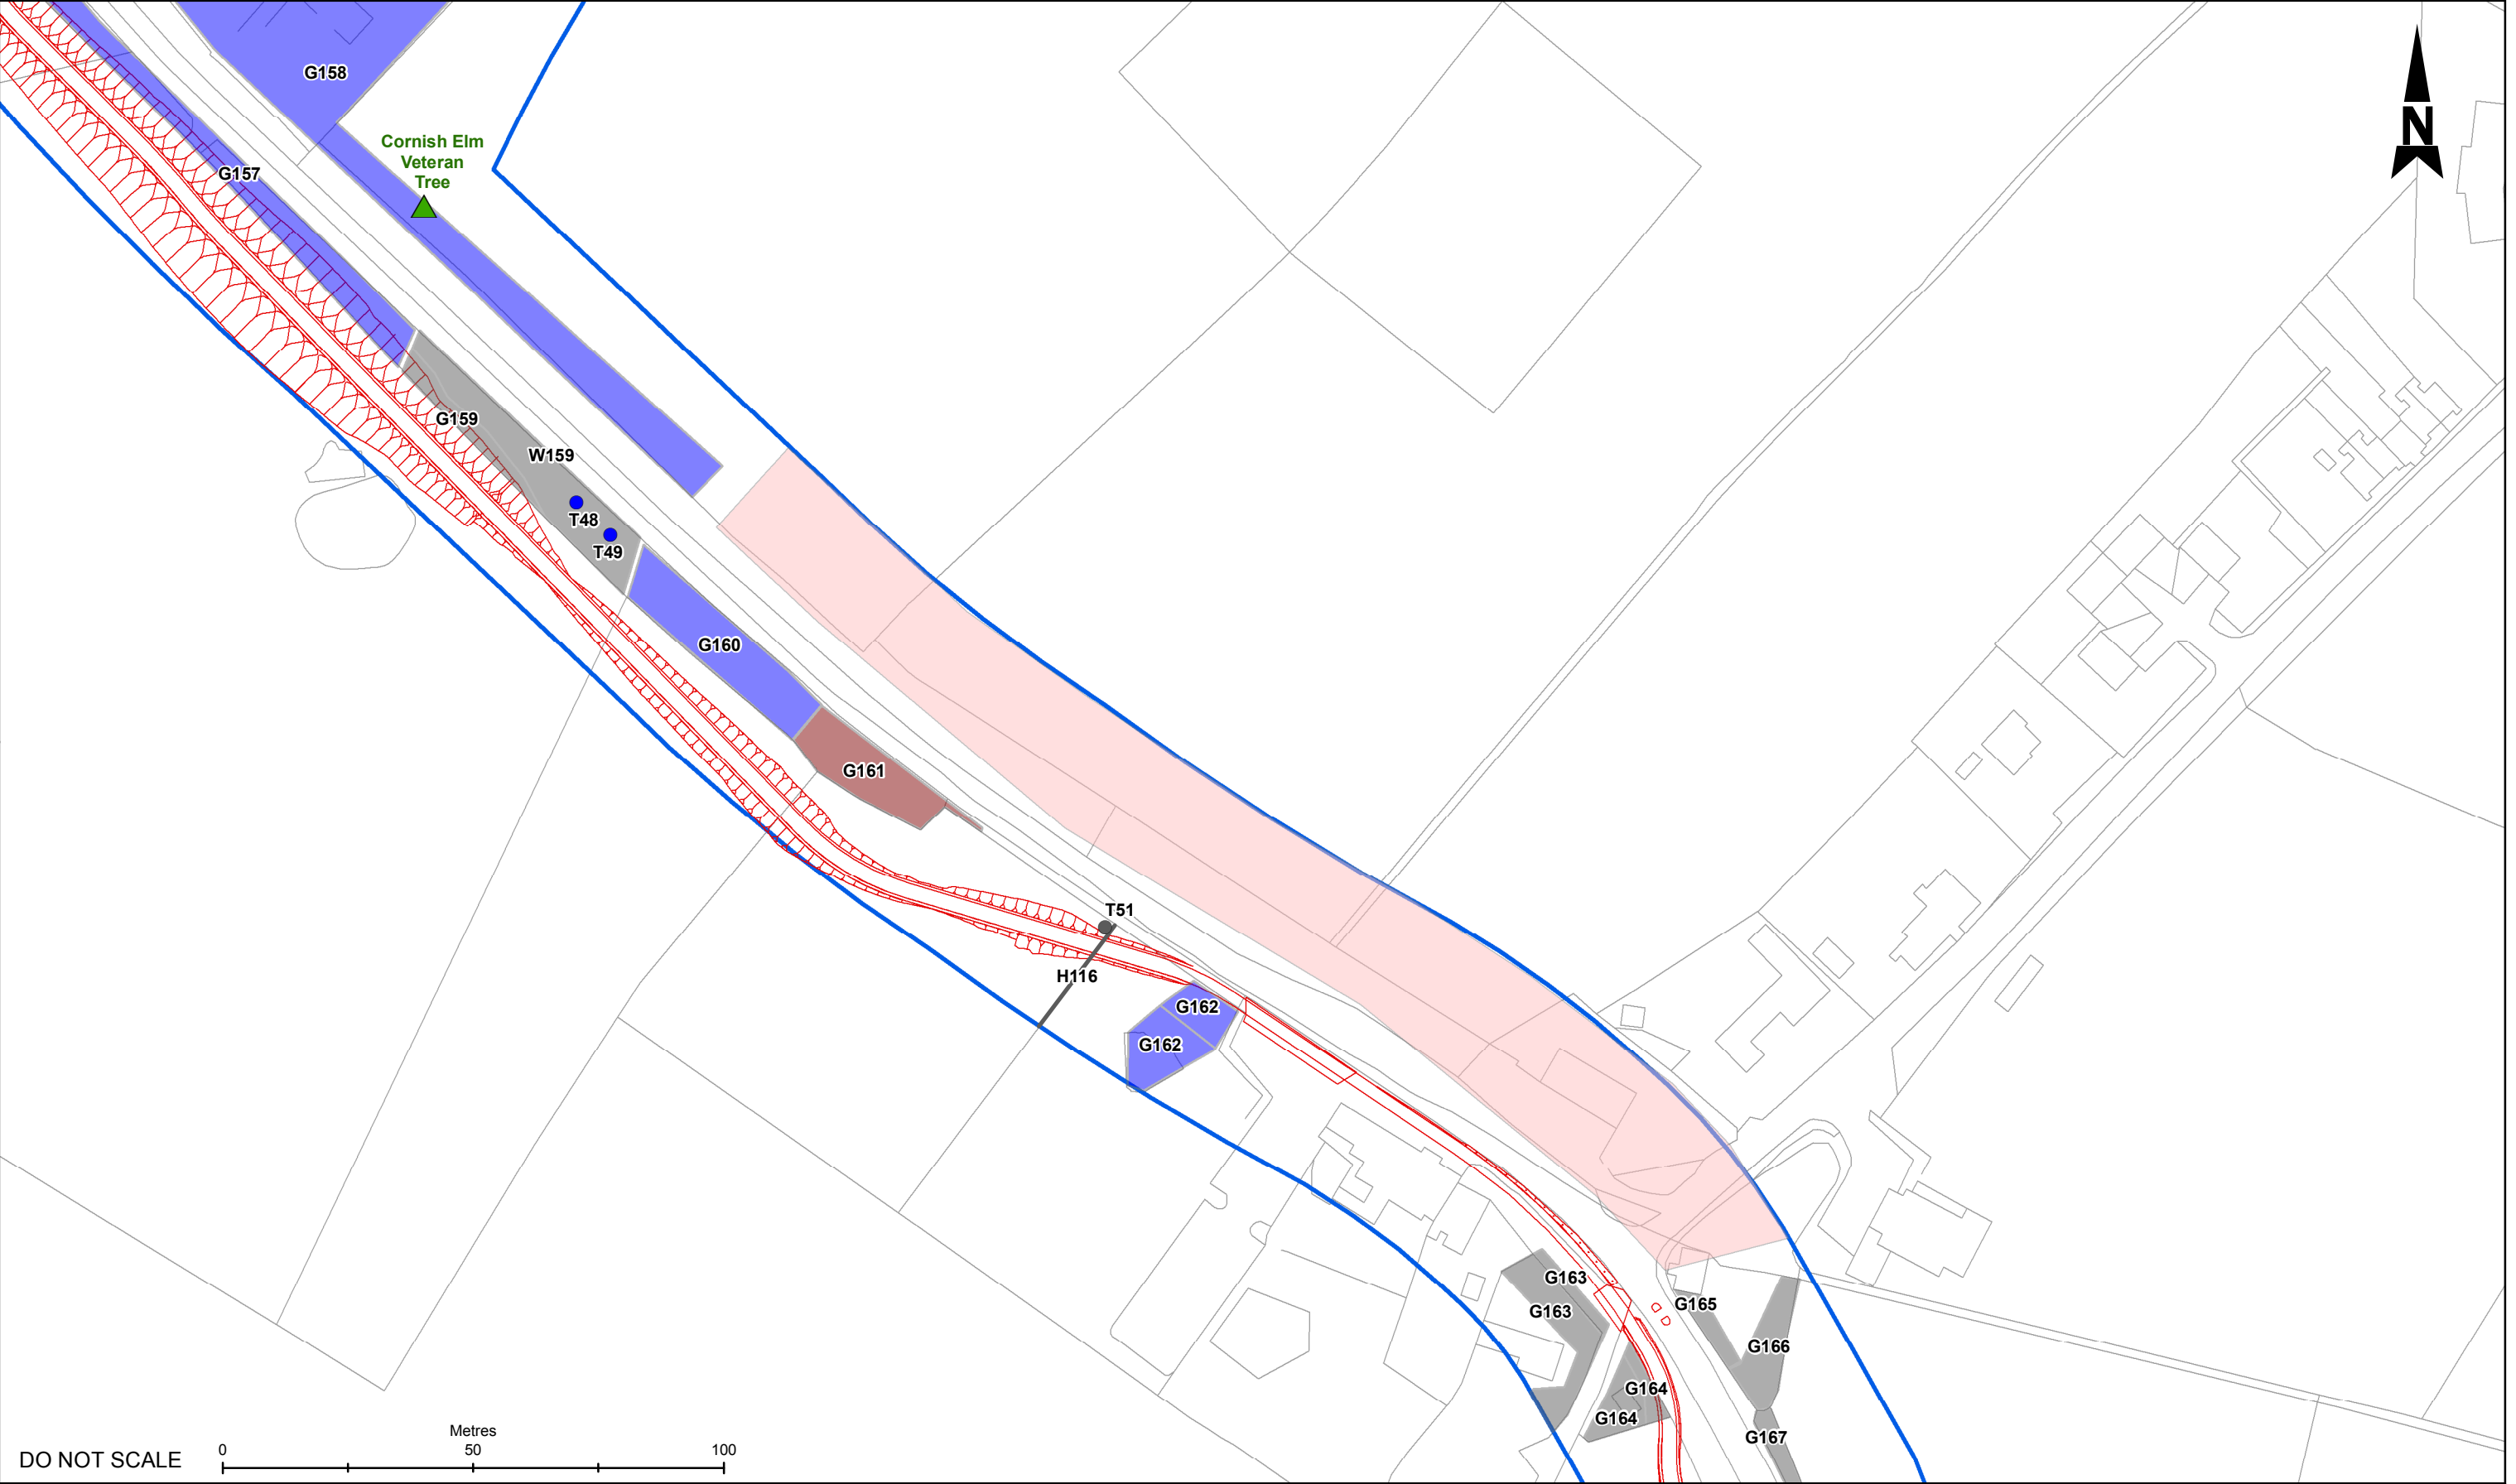 G158
Cornish Elm
Veteran
Tree
N
G157
G159
W159
T48
T49
G160
G161
T51
H116
G162
G162
G163
G163
G165
G166
G164
G164
G167
Metres
0 50 100
DO NOT SCALE